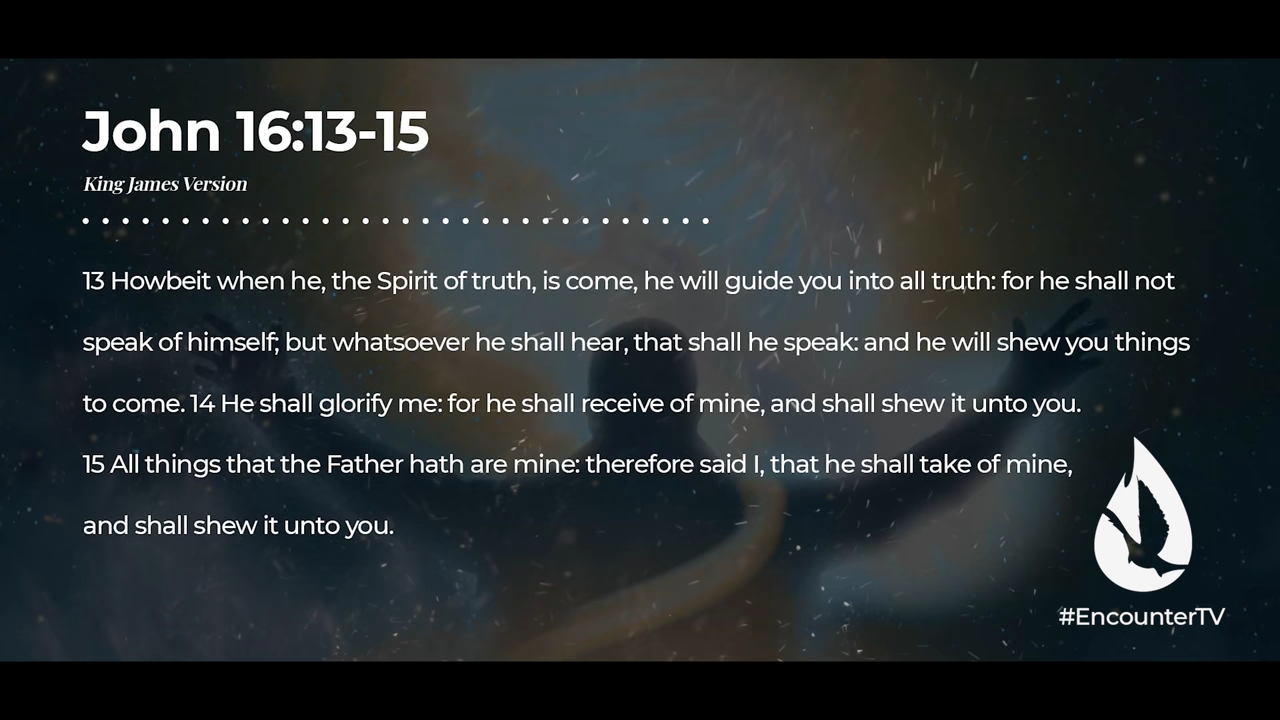 John 16:13-15
King James Version
13 Howbeit when he, the Spirit of truth, is come, he will guide you into all truth: for he shall not
speak of himself; but whatsoever he shall hear, that shall he speak: and he will shew you things
to come. 14 He shall glorify me: for he shall receive of mine, and shall shew it unto you.
15 All things that the Father hath are mine: therefore said I, that he shall take of mine,
and shall shew it unto you.
#EncounterTV